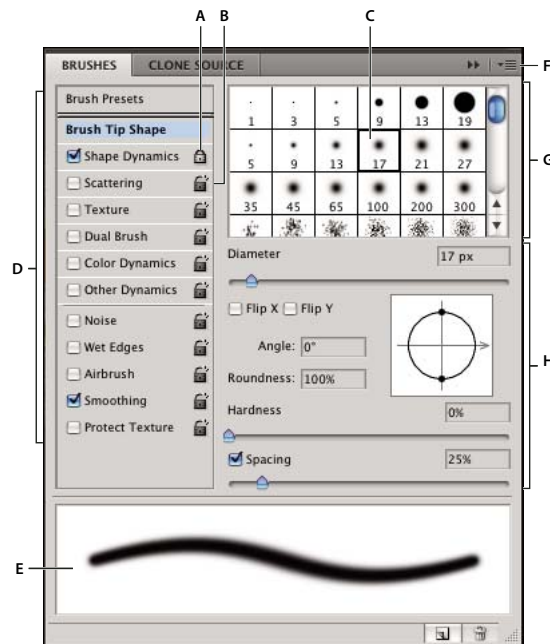 A B C
BRUSHES CLONE SOURCE
F
Brush Presets
Brush Tip Shape
Shape Dynamics
Scattering
Texture
Dual Brush
Color Dynamics
Other Dynamics
Noise
Wet Edges
Airbrush
Smoothing
Protect Texture
D
1 3 5 9 13 19
5 9 13 17 21 27
35 45 65 100 200 300
G
Diameter 17 px
Flip X Flip Y
Angle: 0°
Roundness: 100%
Hardness 0%
Spacing 25%
H
E